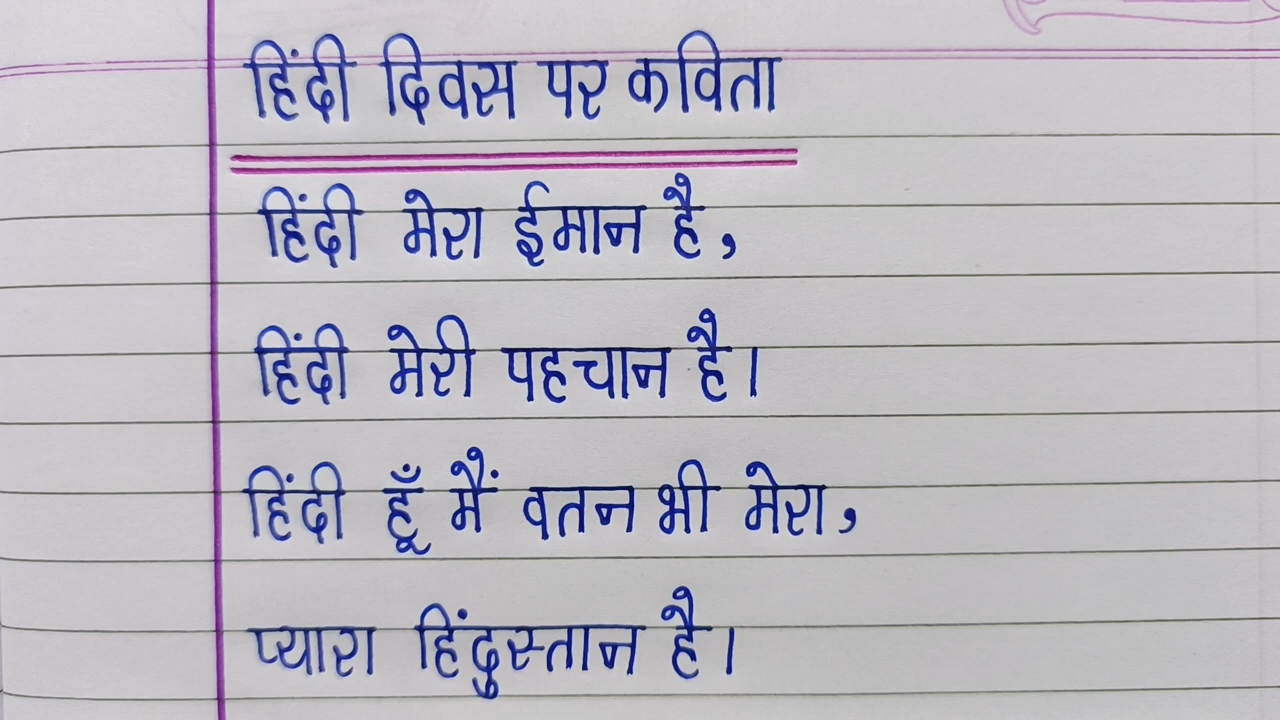 हिंदी दिवस पर कविता
हिंदी मेरा ईमान है,
हिंदी मेरी पहचान है।
हिंदी हूँ मैं वतन भी मेरा,
प्यारा हिंदुस्तान है।